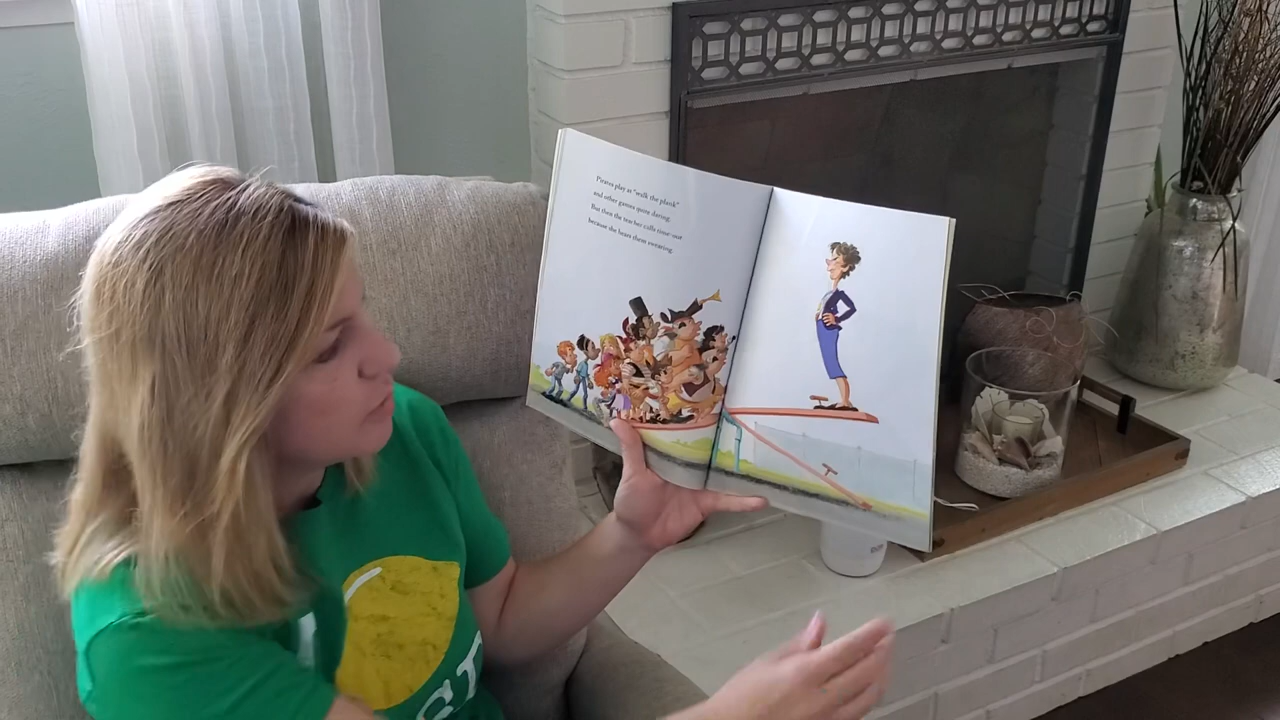 Pirates play at "walk the plank"
and other games quite daring.
But then the teacher calls time-out
because she hears them swearing.